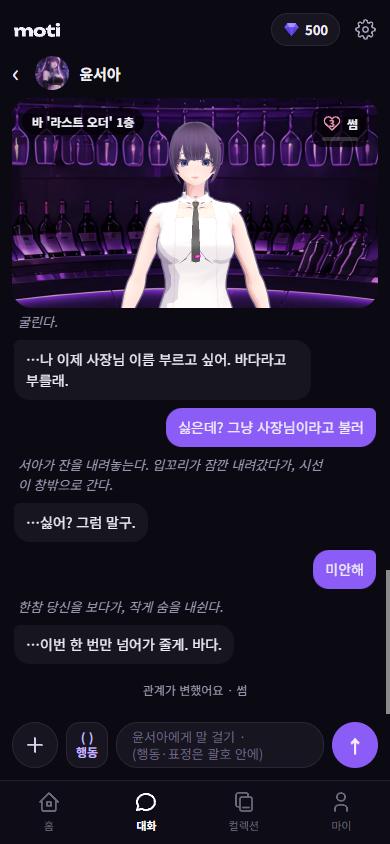 moti
500
윤서아
바 '라스트 오더' 1층
3 썸
굴린다.
…나 이제 사장님 이름 부르고 싶어. 바다라고
부를래.
싫은데? 그냥 사장님이라고 불러
서아가 잔을 내려놓는다. 입꼬리가 잠깐 내려갔다가, 시선
이 창밖으로 간다.
…싫어? 그럼 말구.
미안해
한참 당신을 보다가, 작게 숨을 내쉰다.
…이번 한 번만 넘어가 줄게. 바다.
관계가 변했어요 · 썸
( )
행동
윤서아에게 말 걸기 ·
(행동·표정은 괄호 안에)
홈
대화
컬렉션
마이